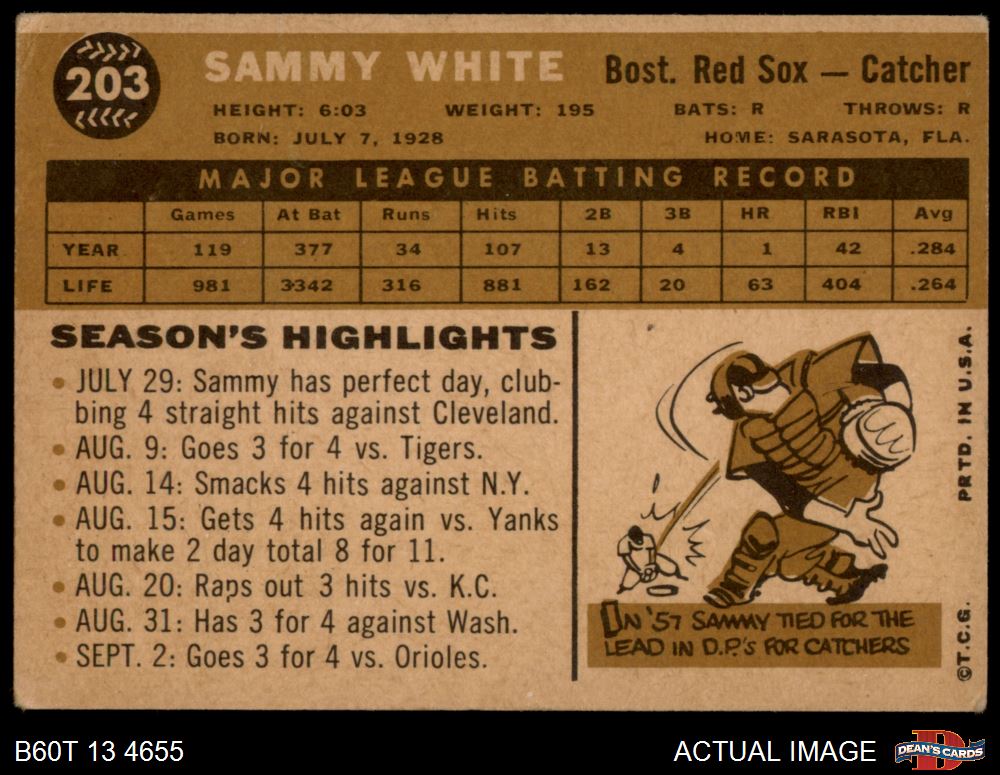 203
SAMMY WHITE
Bost. Red Sox — Catcher
HEIGHT: 6:03 WEIGHT: 195 BATS: R THROWS: R
BORN: JULY 7, 1928 HOME: SARASOTA, FLA.
MAJOR LEAGUE BATTING RECORD
Games At Bat Runs Hits 2B 3B HR RBI Avg
YEAR 119 377 34 107 13 4 1 42 .284
LIFE 981 3342 316 881 162 20 63 404 .264
SEASON'S HIGHLIGHTS
• JULY 29: Sammy has perfect day, club-
bing 4 straight hits against Cleveland.
• AUG. 9: Goes 3 for 4 vs. Tigers.
• AUG. 14: Smacks 4 hits against N.Y.
• AUG. 15: Gets 4 hits again vs. Yanks
to make 2 day total 8 for 11.
• AUG. 20: Raps out 3 hits vs. K.C.
• AUG. 31: Has 3 for 4 against Wash.
• SEPT. 2: Goes 3 for 4 vs. Orioles.
IN '57 SAMMY TIED FOR THE
LEAD IN D.P.'s FOR CATCHERS
©T.C.G. PRTD. IN U.S.A.
B60T 13 4655
ACTUAL IMAGE
DEAN'S CARDS